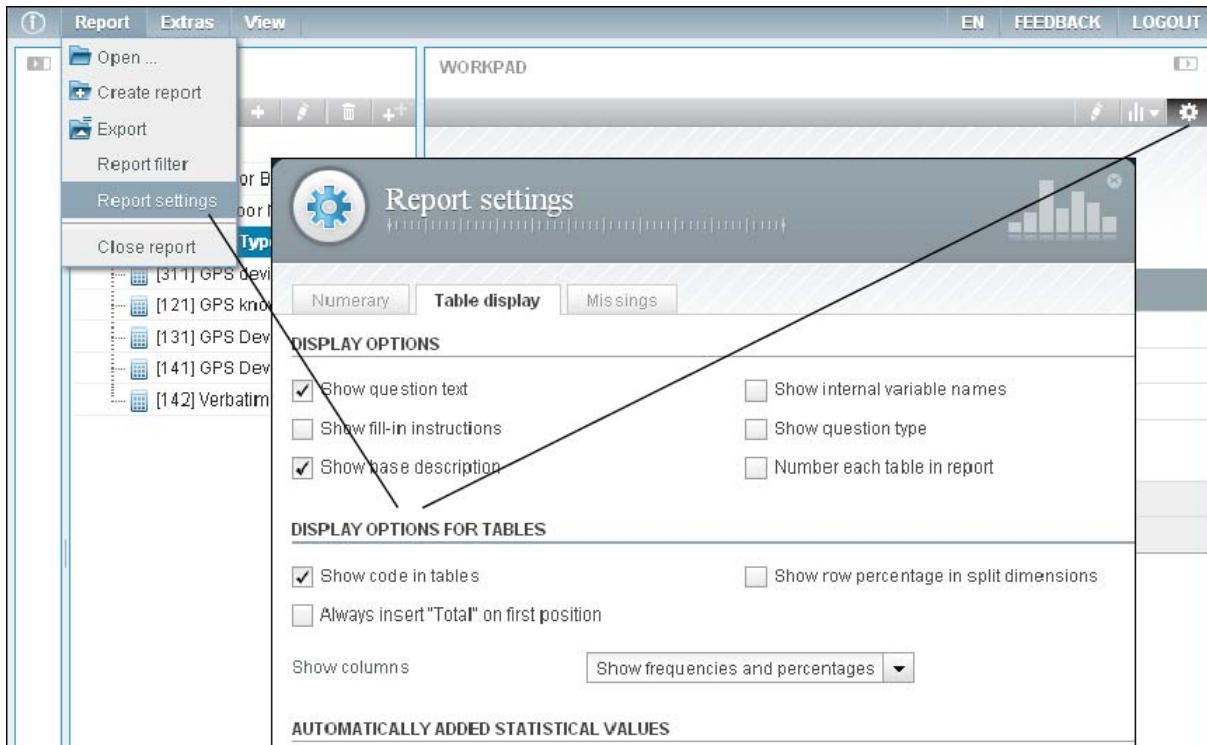 Report Extras View EN FEEDBACK LOGOUT
Open ...
Create report
Export
Report filter
Report settings
Close report
WORKPAD
or B
oor
Type
[311] GPS devi
[121] GPS kno
[131] GPS Dev
[141] GPS Dev
[142] Verbatim
Report settings
Numerary Table display Missings
DISPLAY OPTIONS
Show question text Show internal variable names
Show fill-in instructions Show question type
Show base description Number each table in report
DISPLAY OPTIONS FOR TABLES
Show code in tables Show row percentage in split dimensions
Always insert "Total" on first position
Show columns Show frequencies and percentages
AUTOMATICALLY ADDED STATISTICAL VALUES